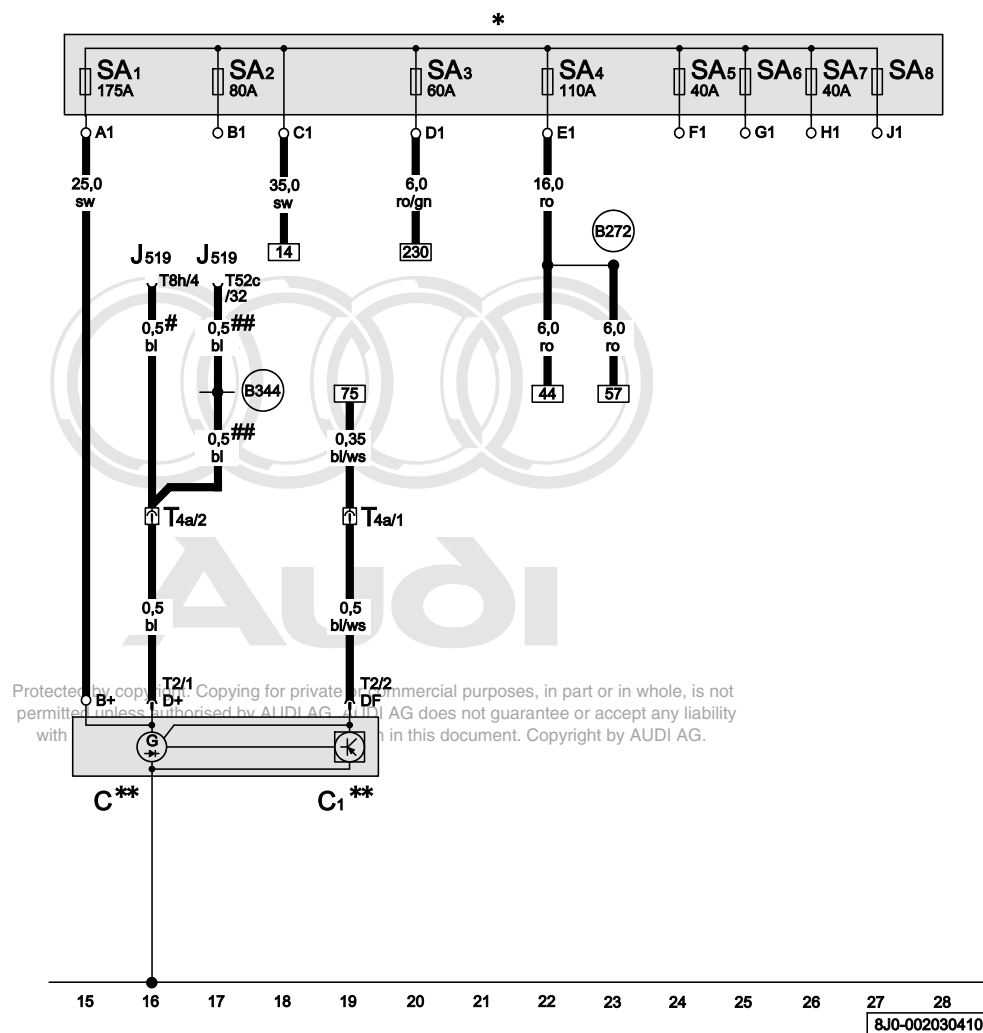 *
SA1 SA2 SA3 SA4 SA5 SA6 SA7 SA8
175A 80A 60A 110A 40A 40A
A1 B1 C1 D1 E1 F1 G1 H1 J1
25,0 35,0 6,0 16,0
sw sw ro/gn ro
B272
14 230
J519 J519
T8h/4 T52c
/32
0,5# 0,5## 6,0 6,0
bl bl ro ro
B344 75 44 57
0,5## 0,35
bl bl/ws
T4a/2 T4a/1
Audi
0,5 0,5
bl bl/ws
Protected by copyright. Copying for private or commercial purposes, in part or in whole, is not
T2/1 T2/2
permitted unless authorised by AUDI AG. AUDI AG does not guarantee or accept any liability
B+ D+ DF
with in this document. Copyright by AUDI AG.
G
C** C1**
15 16 17 18 19 20 21 22 23 24 25 26 27 28
8J0-002030410